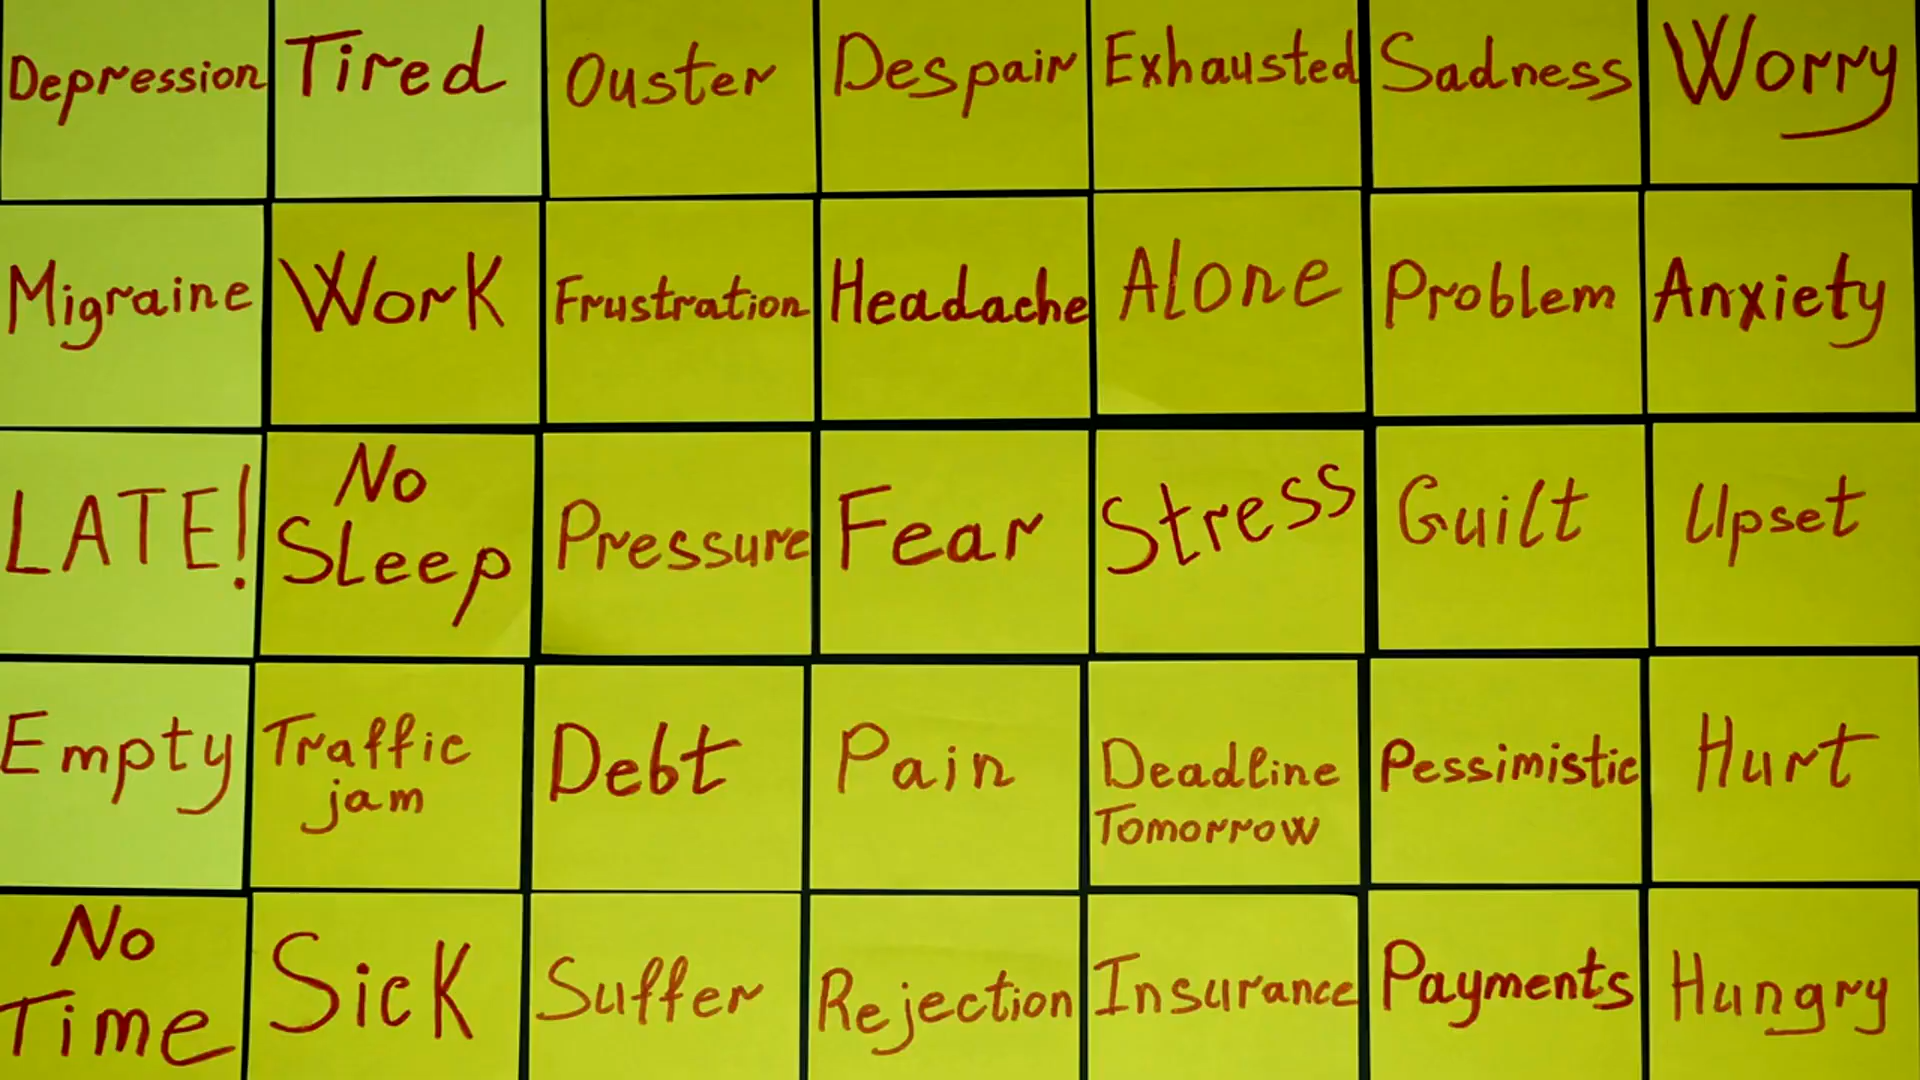 Depression
Tired
Ouster
Despair
Exhausted
Sadness
Worry
Migraine
Work
Frustration
Headache
Alone
Problem
Anxiety
LATE!
No
Sleep
Pressure
Fear
Stress
Guilt
Upset
Empty
Traffic
jam
Debt
Pain
Deadline
Tomorrow
Pessimistic
Hurt
No
Time
Sick
Suffer
Rejection
Insurance
Payments
Hungry